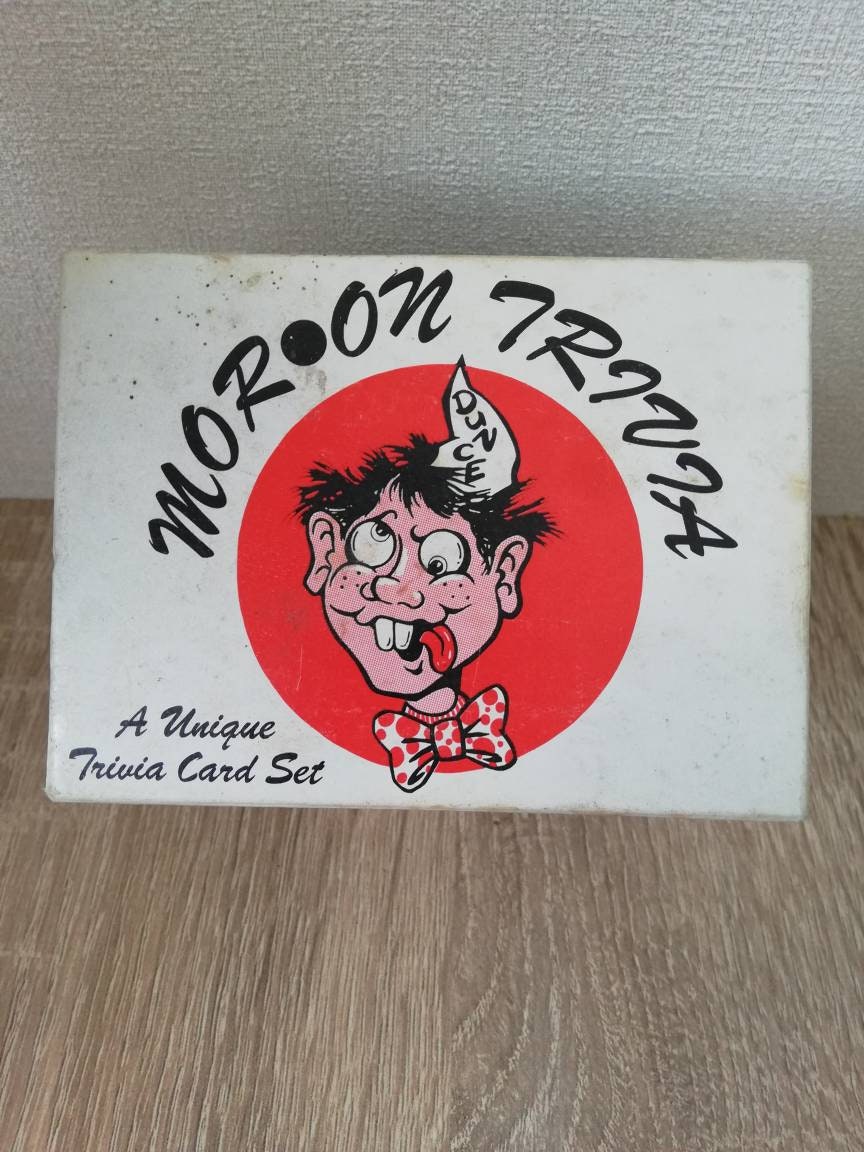 MOR●ON TRIVIA
DUNCE
A Unique
Trivia Card Set